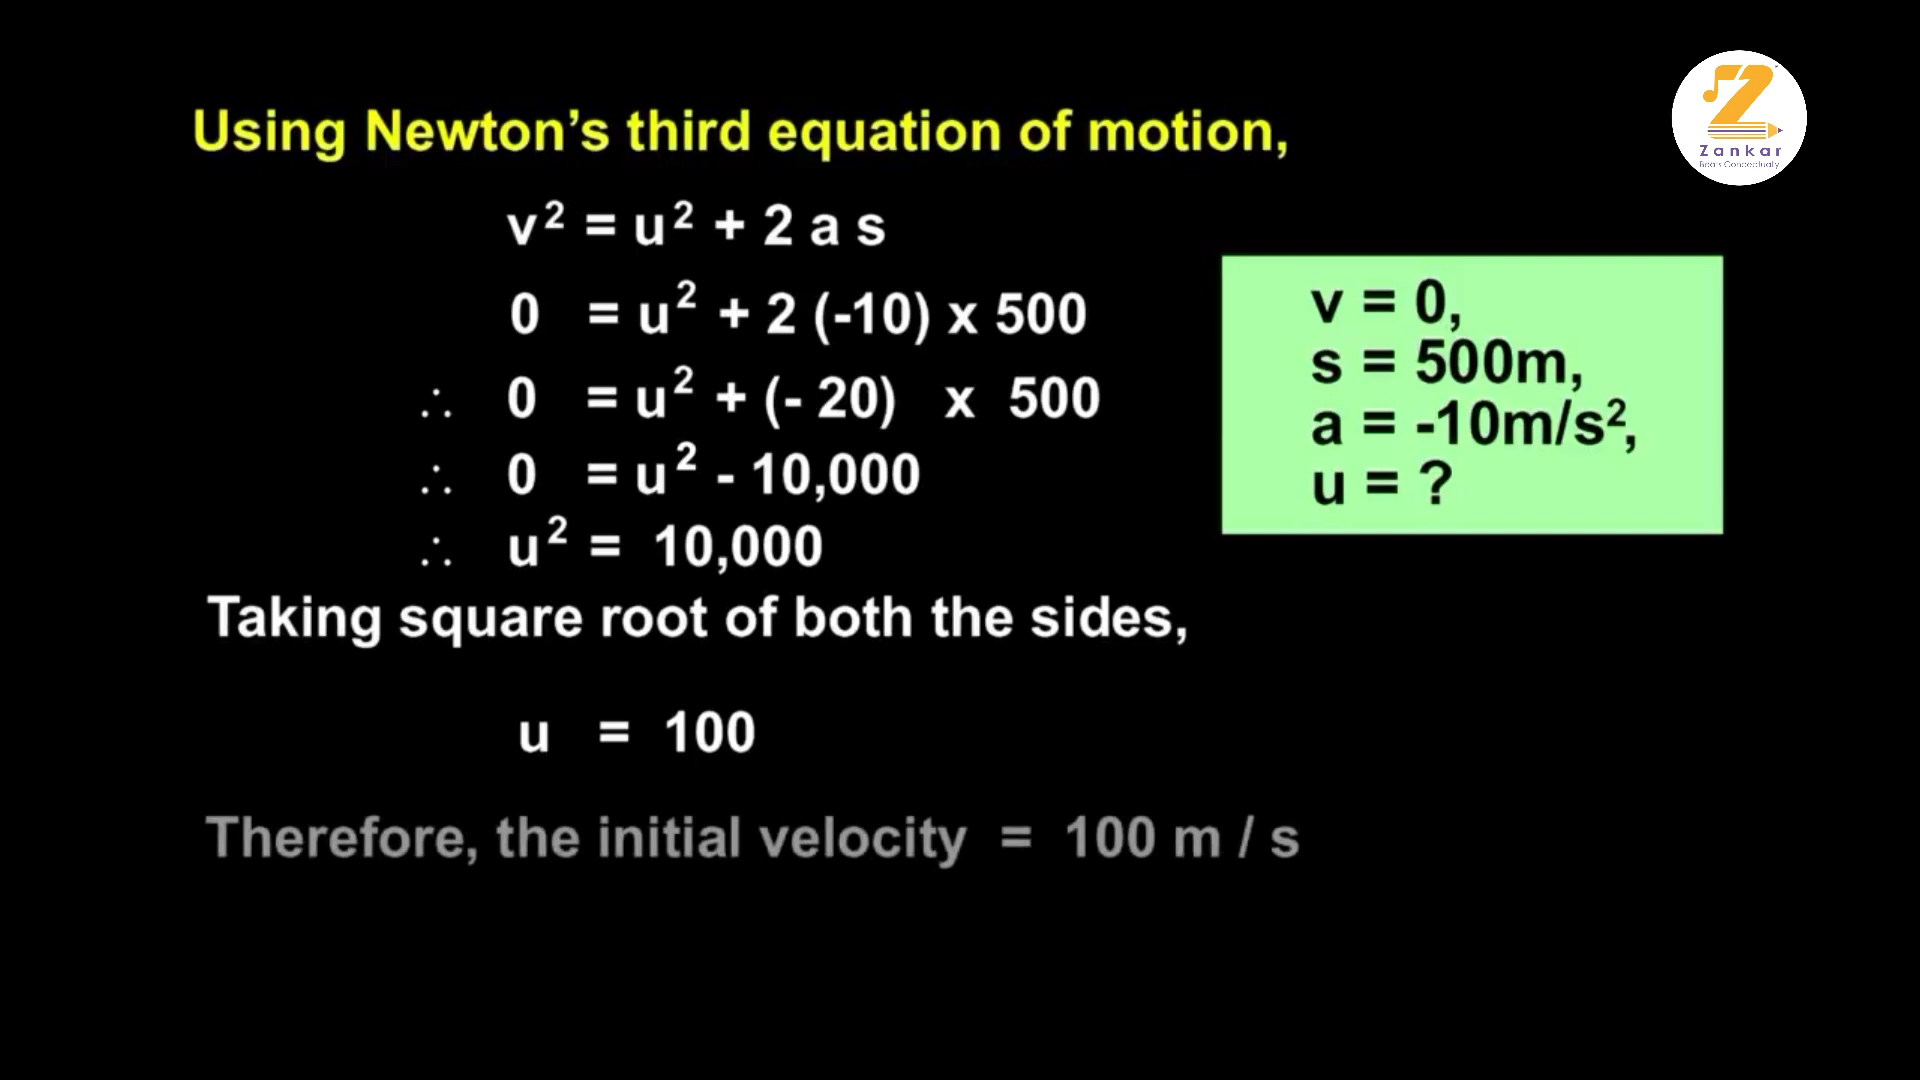 Using Newton’s third equation of motion,
v² = u² + 2 a s
0 = u² + 2 (-10) x 500
∴ 0 = u² + (- 20) x 500
∴ 0 = u² - 10,000
∴ u² = 10,000
Taking square root of both the sides,
u = 100
Therefore, the initial velocity = 100 m / s
v = 0,
s = 500m,
a = -10m/s²,
u = ?
Zankar